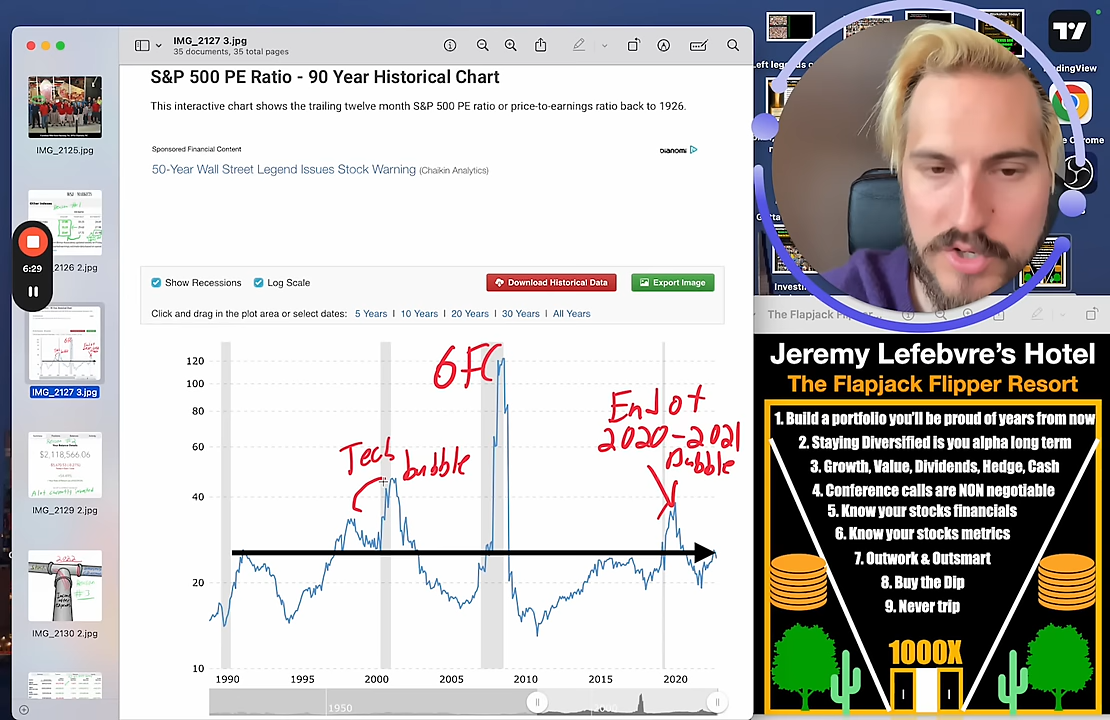 IMG_2127 3.jpg
35 documents, 35 total pages
IMG_2125.jpg
_2126 2.jpg
6:29
IMG_2127 3.jpg
$2,118,566.06
IMG_2129 2.jpg
2022
IMG_2130 2.jpg
S&P 500 PE Ratio - 90 Year Historical Chart
This interactive chart shows the trailing twelve month S&P 500 PE ratio or price-to-earnings ratio back to 1926.
Sponsored Financial Content
DIANOMI
50-Year Wall Street Legend Issues Stock Warning (Chaikin Analytics)
Show Recessions
Log Scale
Download Historical Data
Export Image
Click and drag in the plot area or select dates: 5 Years | 10 Years | 20 Years | 30 Years | All Years
120
100
80
60
40
20
10
GFC
Tech bubble
End of
2020-2021
Bubble
1990 1995 2000 2005 2010 2015 2020
1950
TradingView
Chrome
The Flapjack Flipper...
Jeremy Lefebvre's Hotel
The Flapjack Flipper Resort
1. Build a portfolio you'll be proud of years from now
2. Staying Diversified is you alpha long term
3. Growth, Value, Dividends, Hedge, Cash
4. Conference calls are NON negotiable
5. Know your stocks financials
6. Know your stocks metrics
7. Outwork & Outsmart
8. Buy the Dip
9. Never trip
1000X